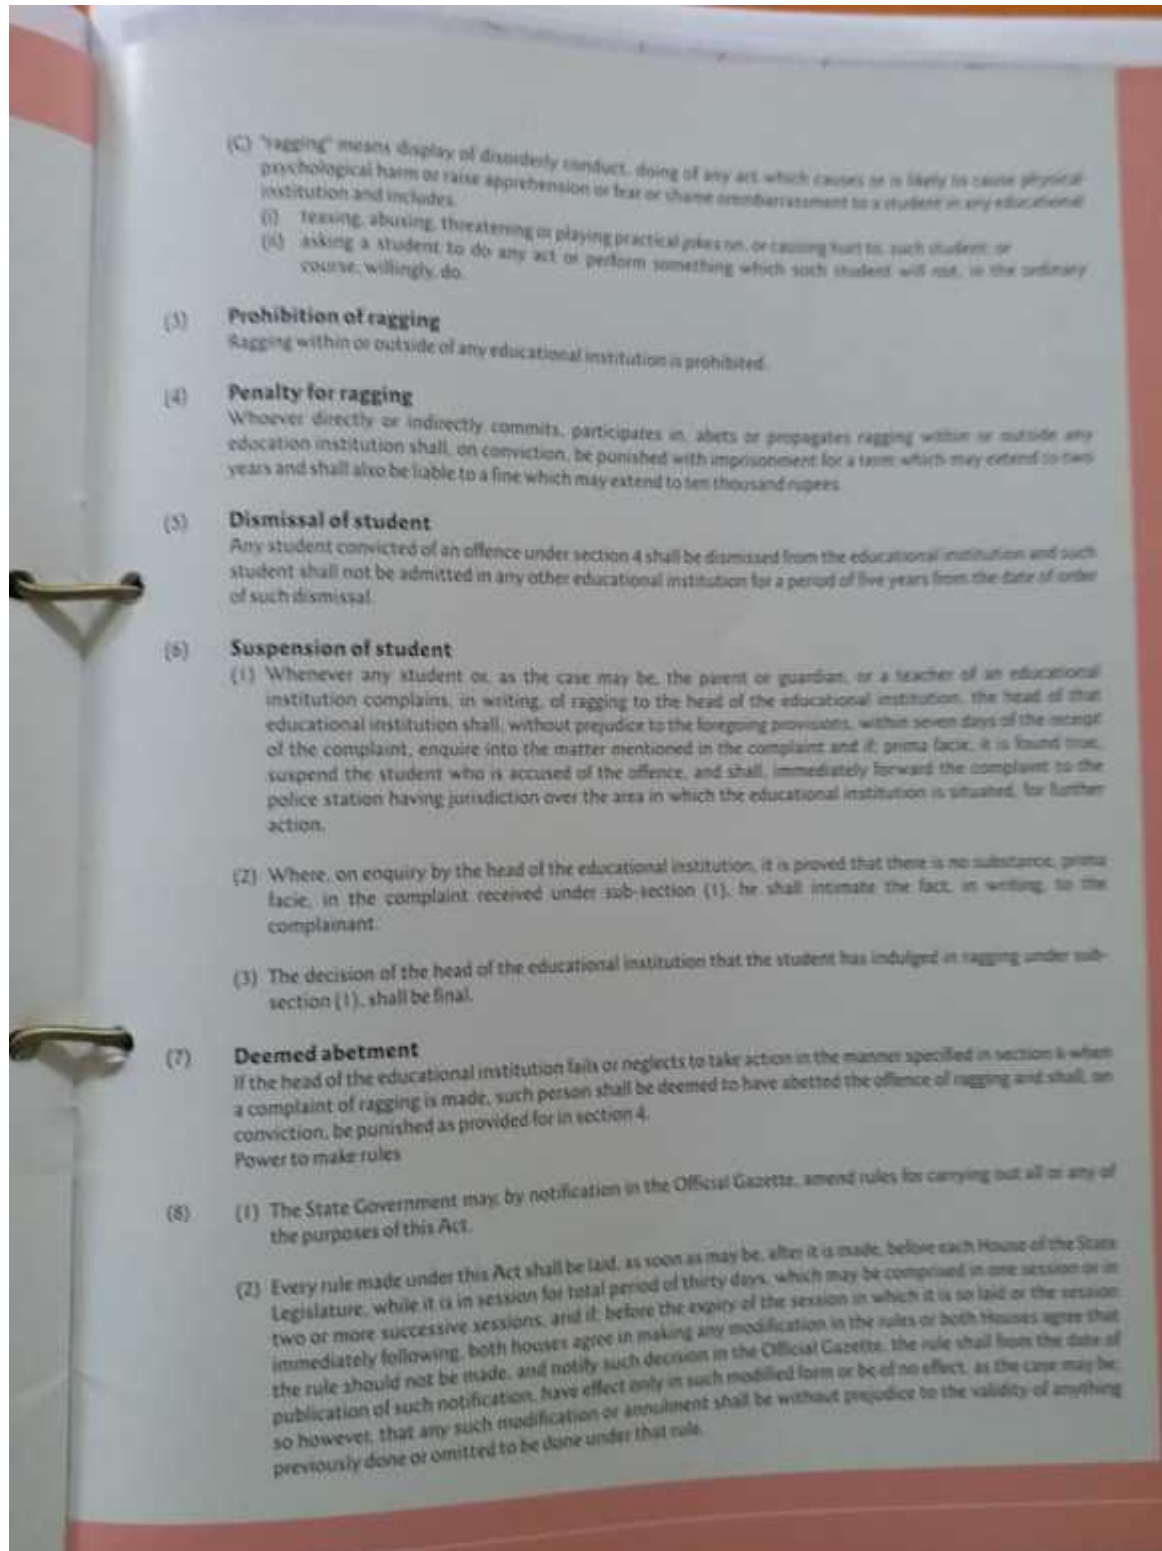 (C) "ragging" means display of disorderly conduct, doing of any act which causes or is likely to cause physical
psychological harm or raise apprehension or fear or shame orembarrassment to a student in any educational
institution and includes.
(i) teasing, abusing, threatening or playing practical jokes on, or causing hurt to, such student; or
(ii) asking a student to do any act or perform something which such student will not, in the ordinary
course, willingly, do.
(3) Prohibition of ragging
Ragging within or outside of any educational institution is prohibited.
(4) Penalty for ragging
Whoever directly or indirectly commits, participates in, abets or propagates ragging within or outside any
education institution shall, on conviction, be punished with imprisonment for a term which may extend to two
years and shall also be liable to a fine which may extend to ten thousand rupees.
(5) Dismissal of student
Any student convicted of an offence under section 4 shall be dismissed from the educational institution and such
student shall not be admitted in any other educational institution for a period of five years from the date of order
of such dismissal.
(6) Suspension of student
(1) Whenever any student or, as the case may be, the parent or guardian, or a teacher of an educational
institution complains, in writing, of ragging to the head of the educational institution, the head of that
educational institution shall, without prejudice to the foregoing provisions, within seven days of the receipt
of the complaint, enquire into the matter mentioned in the complaint and if; prima facie, it is found true,
suspend the student who is accused of the offence, and shall, immediately forward the complaint to the
police station having jurisdiction over the area in which the educational institution is situated, for further
action.
(2) Where, on enquiry by the head of the educational institution, it is proved that there is no substance, prima
facie, in the complaint received under sub-section (1), he shall intimate the fact, in writing, to the
complainant.
(3) The decision of the head of the educational institution that the student has indulged in ragging under sub-
section (1), shall be final.
(7) Deemed abetment
If the head of the educational institution fails or neglects to take action in the manner specified in section 6 when
a complaint of ragging is made, such person shall be deemed to have abetted the offence of ragging and shall, on
conviction, be punished as provided for in section 4.
Power to make rules
(8) (1) The State Government may, by notification in the Official Gazette, amend rules for carrying out all or any of
the purposes of this Act.
(2) Every rule made under this Act shall be laid, as soon as may be, after it is made, before each House of the State
Legislature, while it is in session for total period of thirty days, which may be comprised in one session or in
two or more successive sessions, and if; before the expiry of the session in which it is so laid or the session
immediately following, both houses agree in making any modification in the rules or both Houses agree that
the rule should not be made, and notify such decision in the Official Gazette, the rule shall from the date of
publication of such notification, have effect only in such modified form or be of no effect, as the case may be;
so however, that any such modification or annulment shall be without prejudice to the validity of anything
previously done or omitted to be done under that rule.